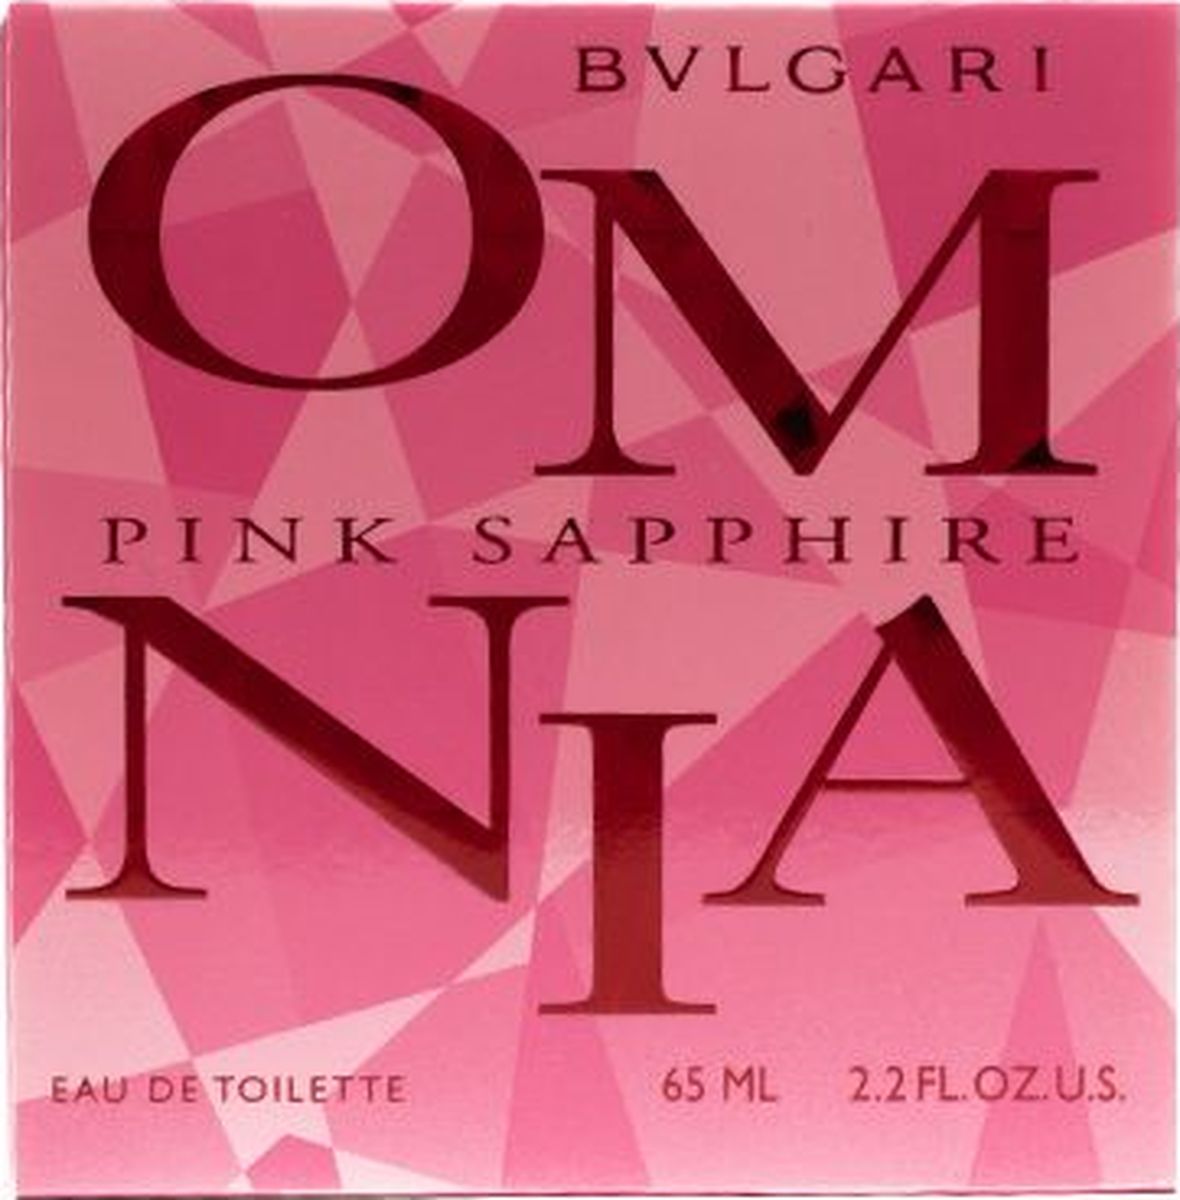 BVLGARI
OM
PINK SAPPHIRE
NIA
EAU DE TOILETTE 65 ML 2.2 FL.OZ.U.S.